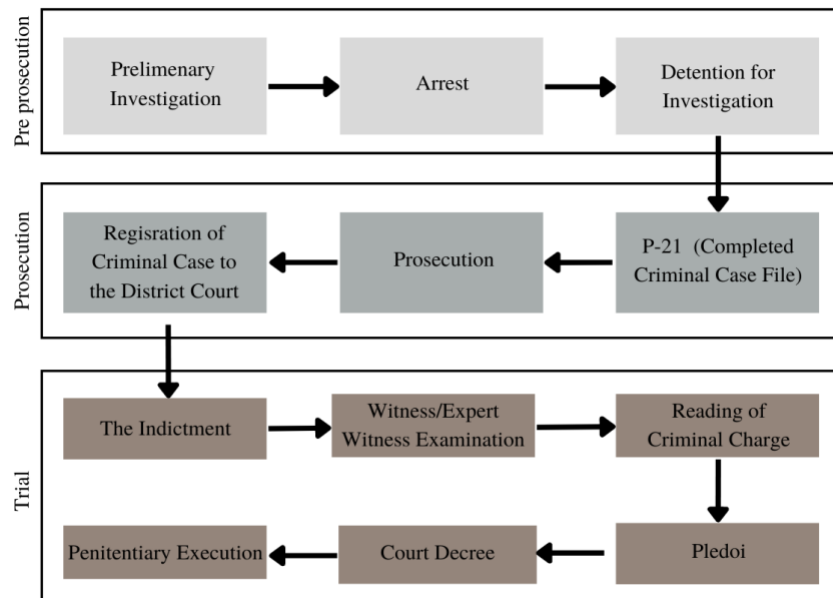 Pre prosecution
Prelimenary
Investigation
Arrest
Detention for
Investigation
Prosecution
Regisration of
Criminal Case to
the District Court
Prosecution
P-21 (Completed
Criminal Case File)
Trial
The Indictment
Witness/Expert
Witness Examination
Reading of
Criminal Charge
Penitentiary Execution
Court Decree
Pledoi